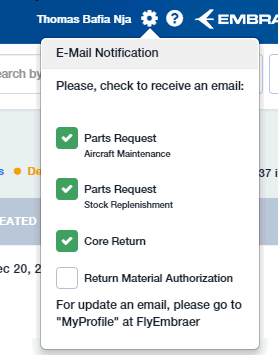 Thomas Bafia Nja
E-Mail Notification
Please, check to receive an email:
Parts Request
Aircraft Maintenance
Parts Request
Stock Replenishment
Core Return
Return Material Authorization
For update an email, please go to
"MyProfile" at FlyEmbraer
EMBRA
earch by
37 i
EATED
ec 20, 2